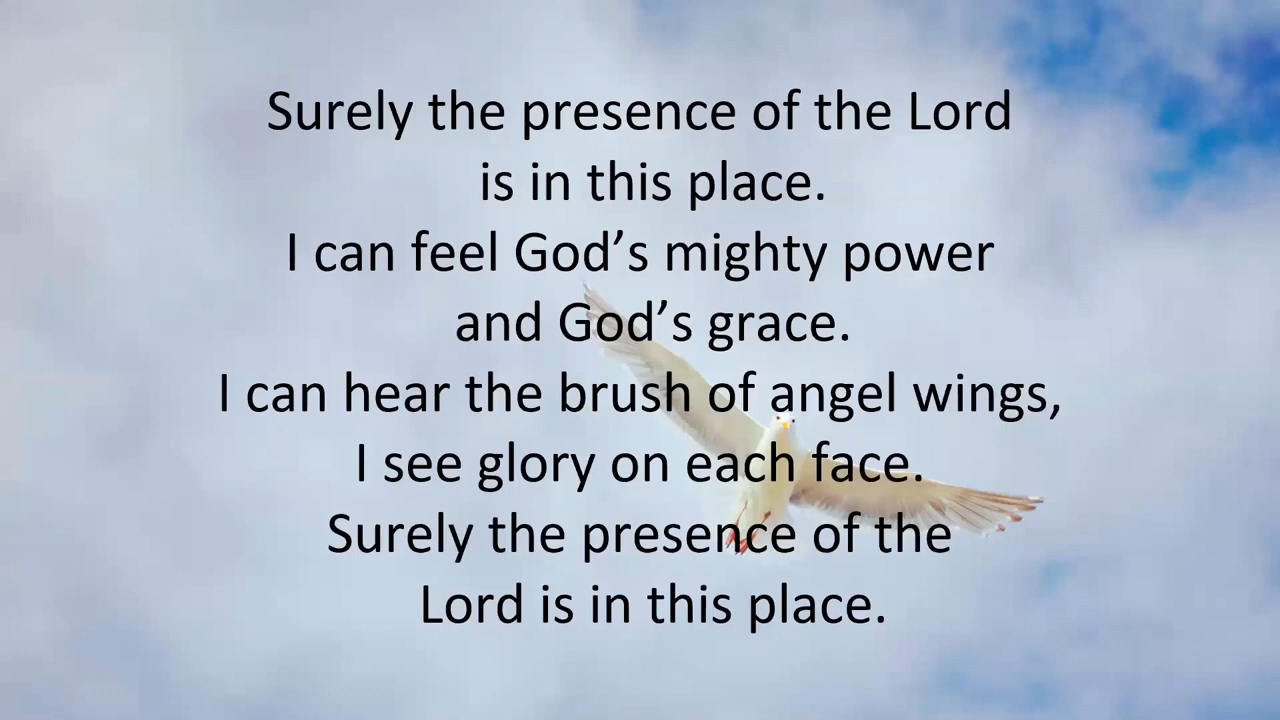 Surely the presence of the Lord
is in this place.
I can feel God’s mighty power
and God’s grace.
I can hear the brush of angel wings,
I see glory on each face.
Surely the presence of the
Lord is in this place.